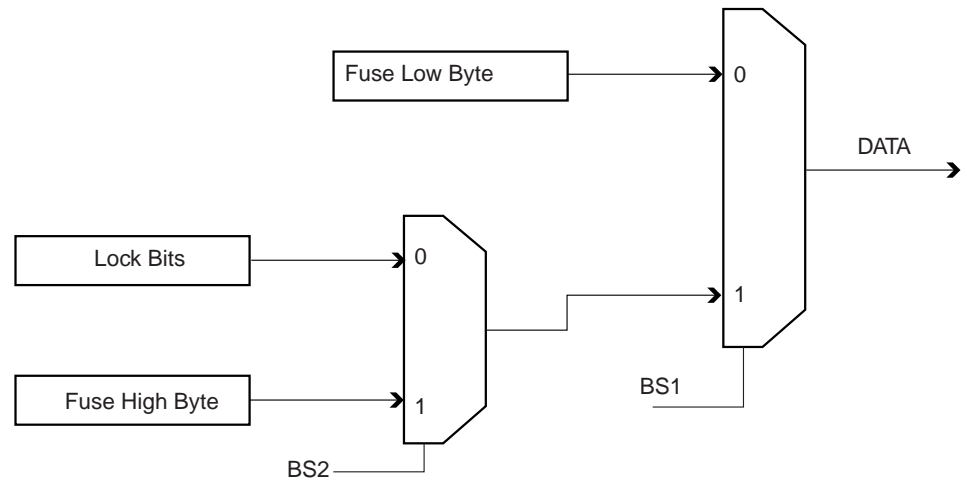 Fuse Low Byte
0
DATA
Lock Bits
0
1
Fuse High Byte
1
BS1
BS2